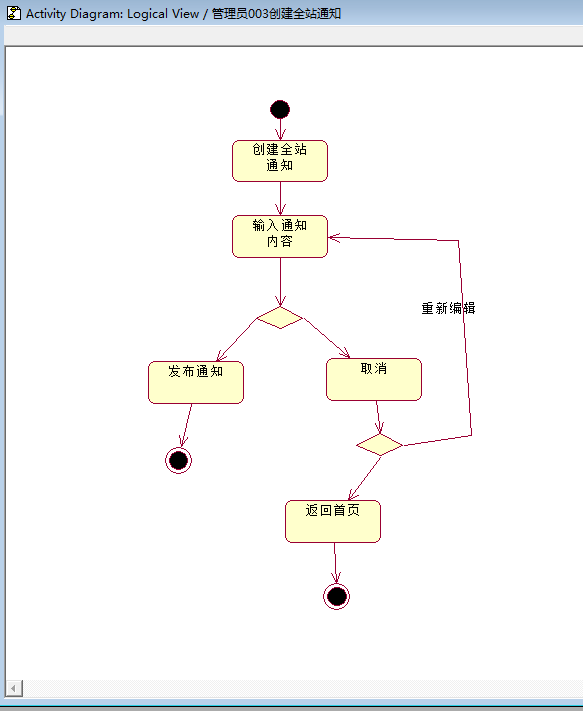 Activity Diagram: Logical View / 管理员003创建全站通知
创建全站
通知
输入通知
内容
重新编辑
发布通知
取消
返回首页